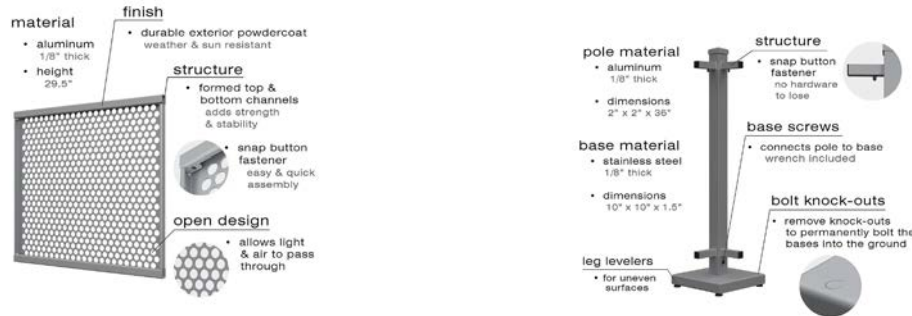 finish
material
• durable exterior powdercoat
weather & sun resistant
• aluminum
1/8" thick
• height
29.5"
structure
• formed top &
bottom channels
adds strength
& stability
• snap button
fastener
easy & quick
assembly
open design
• allows light
& air to pass
through
pole material
• aluminum
1/8" thick
• dimensions
2" x 2" x 36"
structure
• snap button
fastener
no hardware
to lose
base material
• stainless steel
1/8" thick
• dimensions
10" x 10" x 1.5"
base screws
• connects pole to base
wrench included
bolt knock-outs
• remove knock-outs
to permanently bolt the
bases into the ground
leg levelers
• for uneven
surfaces